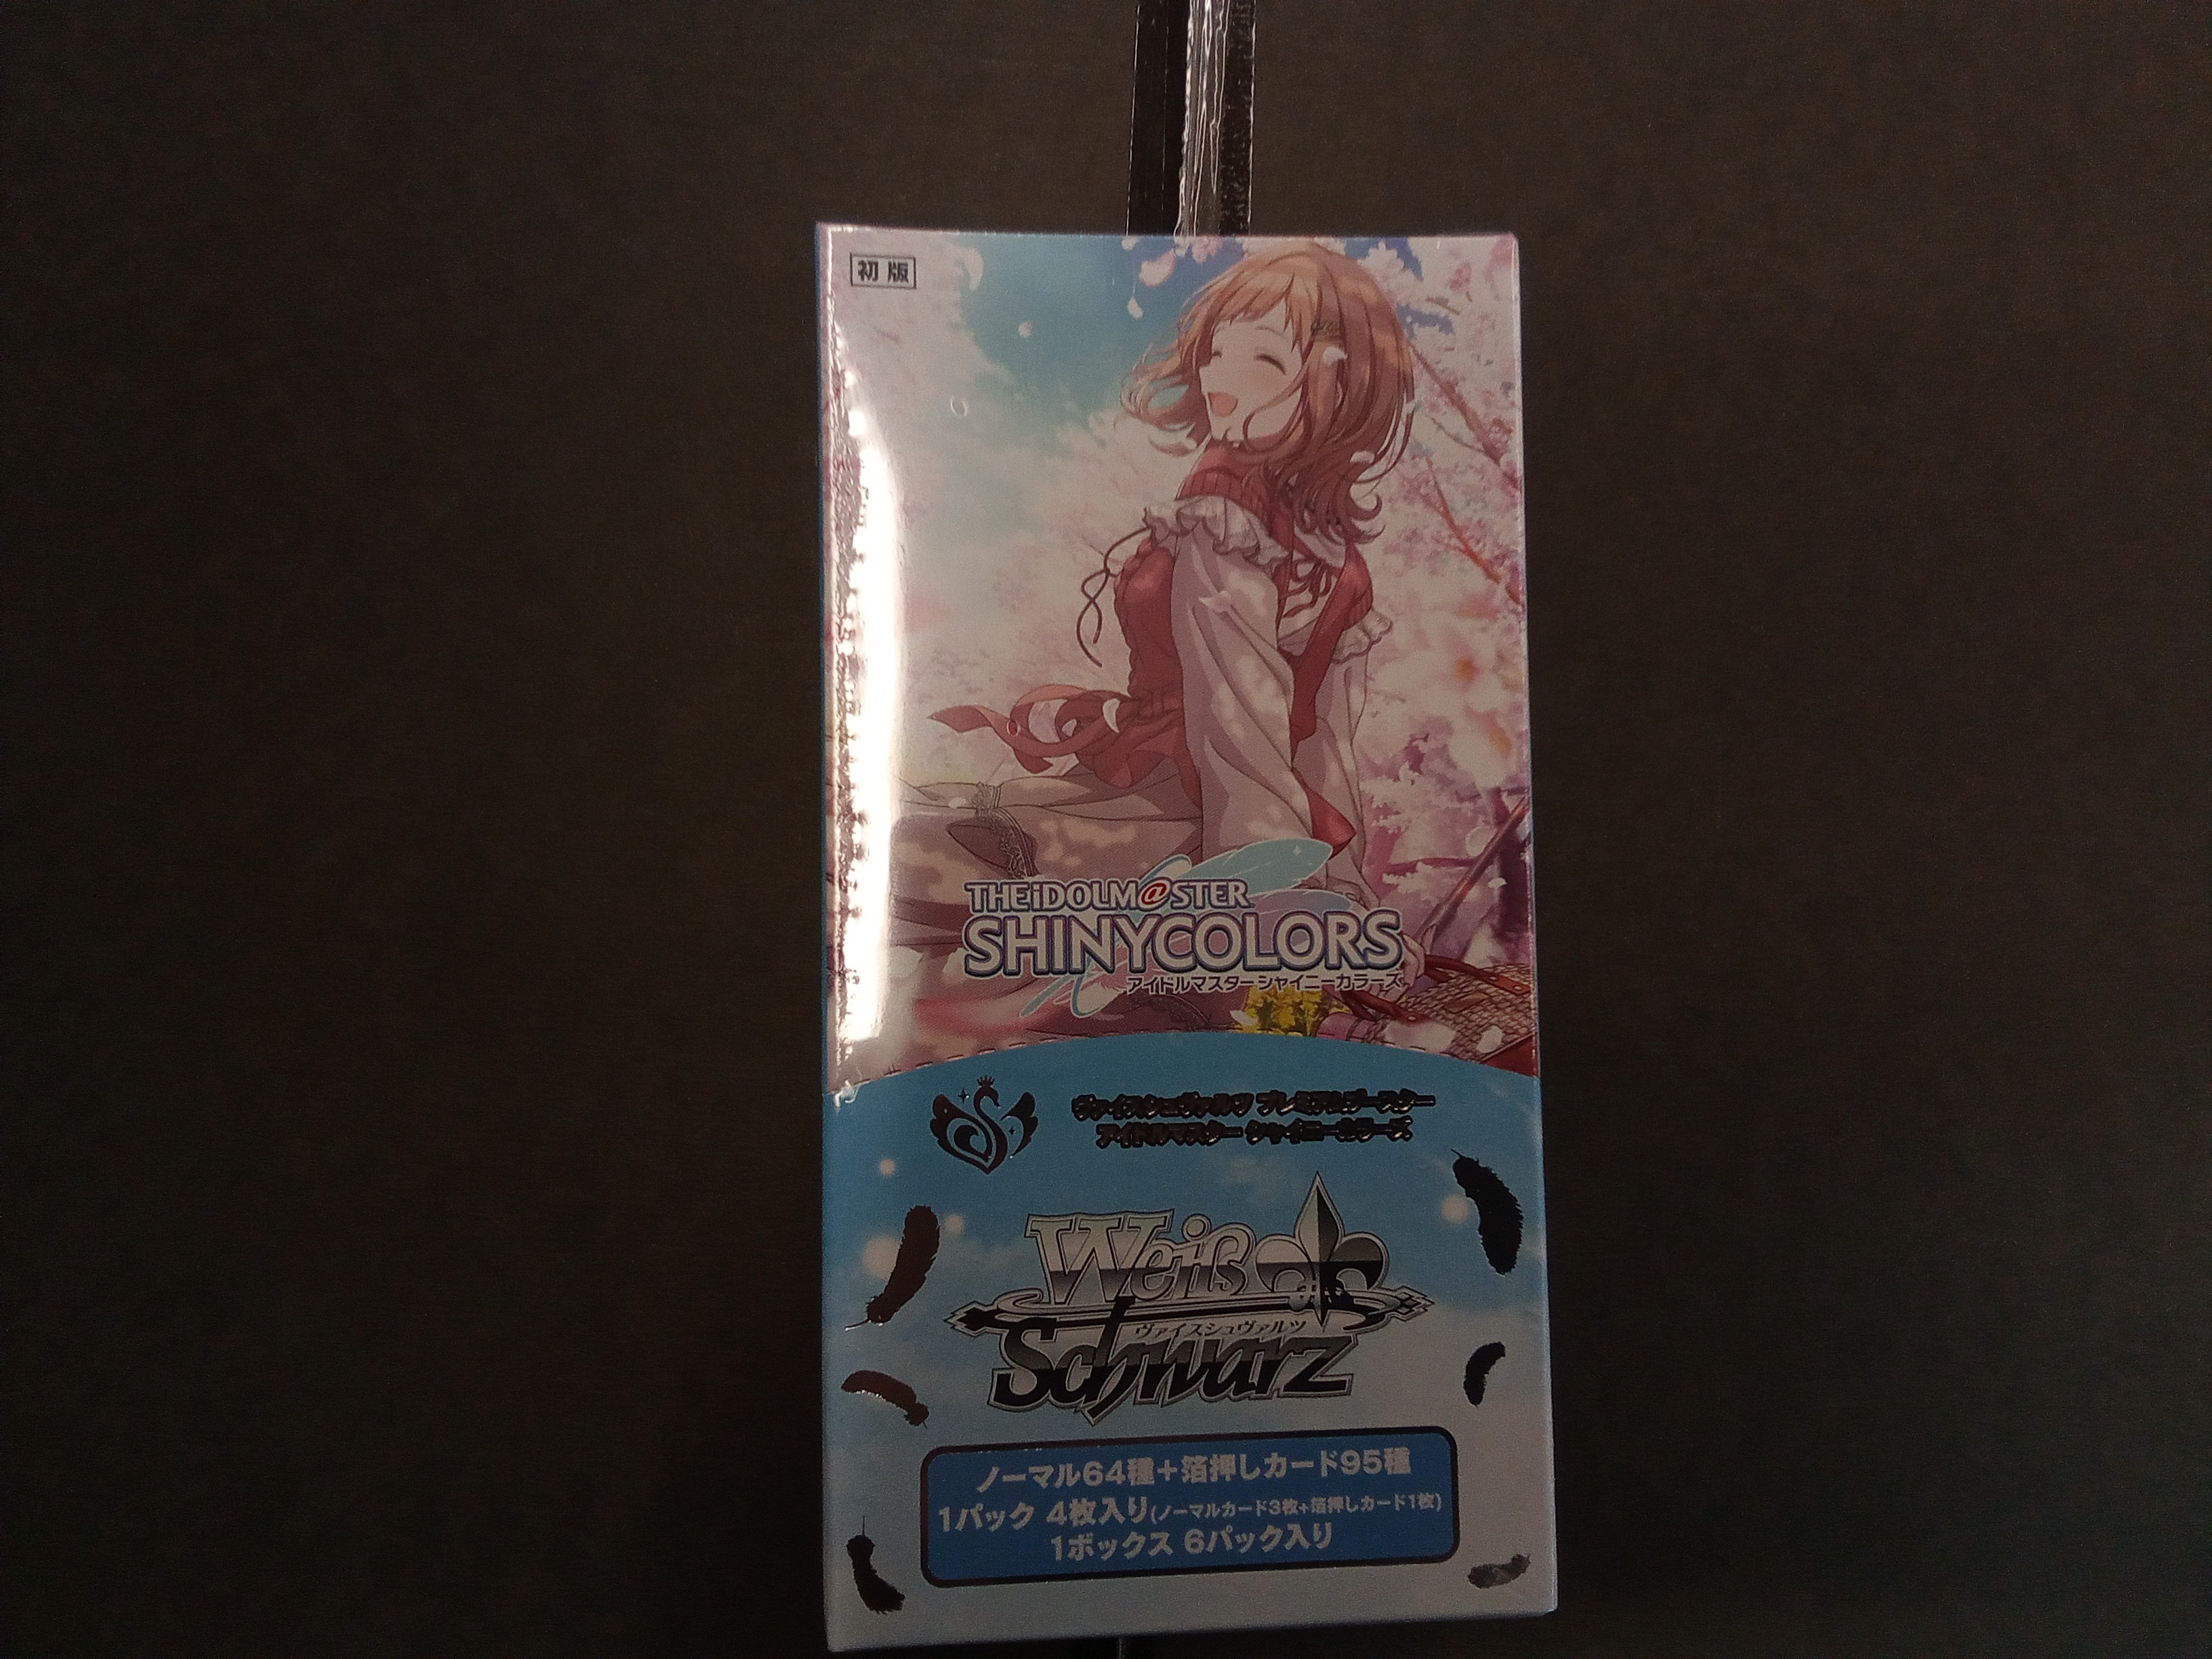 初版
THE iDOLM@STER
SHINYCOLORS
アイドルマスター シャイニーカラーズ
ヴァイスシュヴァルツ プレミアムブースター
アイドルマスター シャイニーカラーズ
Weiß
ヴァイスシュヴァルツ
Schwarz
ノーマル64種+箔押しカード95種
1パック 4枚入り(ノーマルカード3枚+箔押しカード1枚)
1ボックス 6パック入り